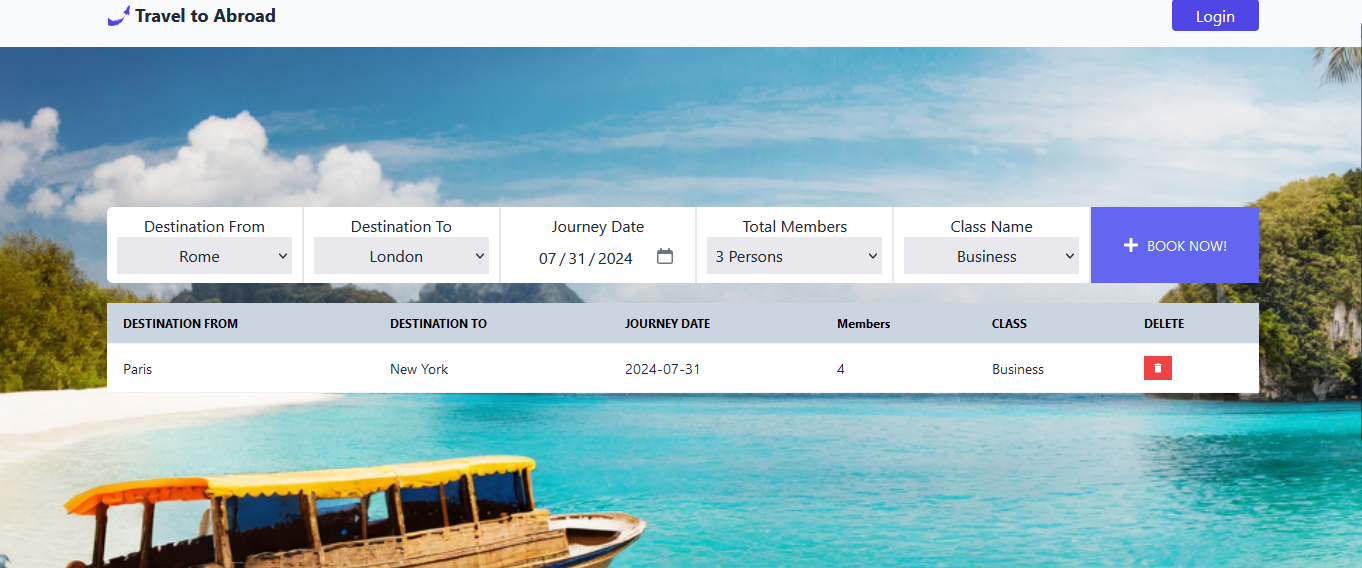 Travel to Abroad Login
Destination From Destination To Journey Date Total Members Class Name
Rome London 07/31/2024 3 Persons Business BOOK NOW!
DESTINATION FROM DESTINATION TO JOURNEY DATE Members CLASS DELETE
Paris New York 2024-07-31 4 Business